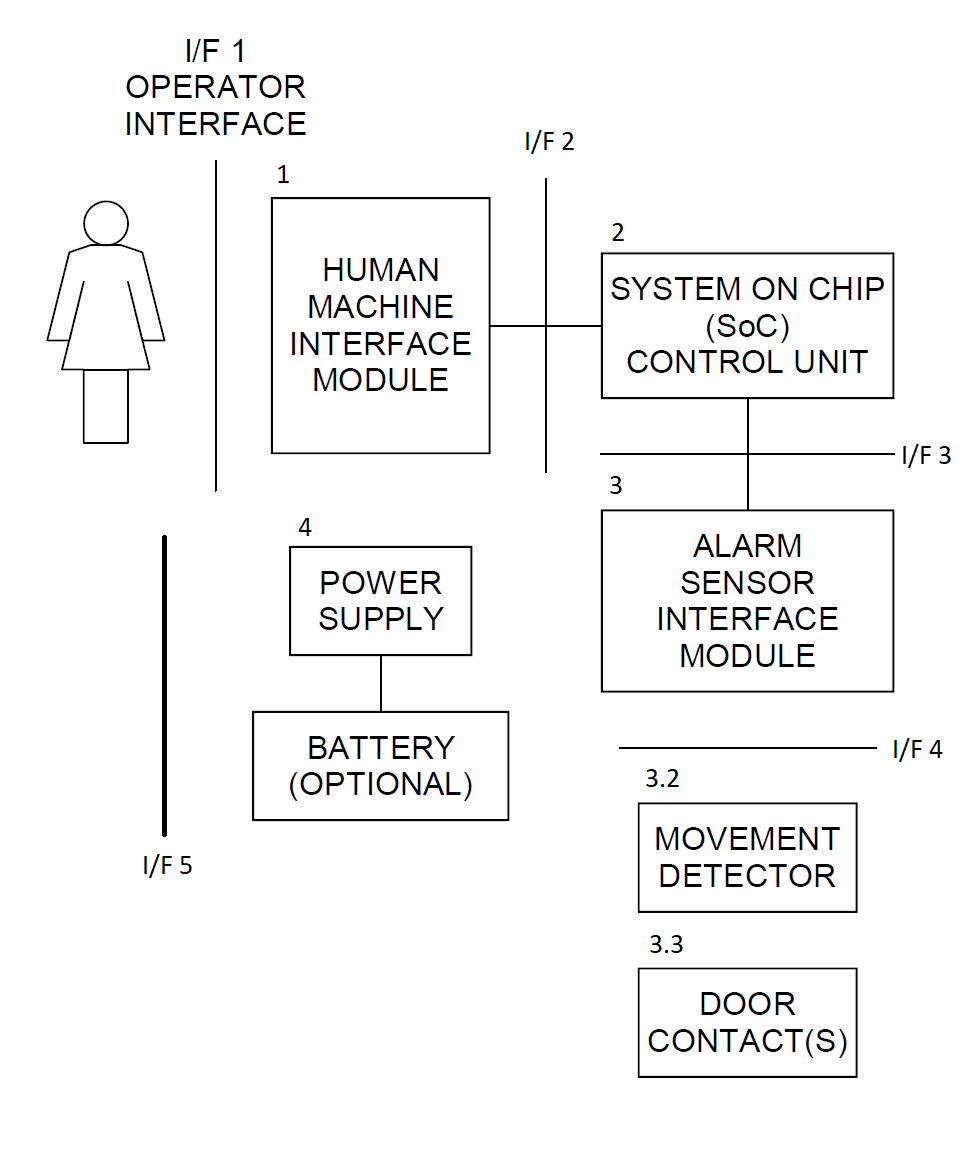 I/F 1
OPERATOR
INTERFACE
I/F 2
1
HUMAN
MACHINE
INTERFACE
MODULE
2
SYSTEM ON CHIP
(SoC)
CONTROL UNIT
I/F 3
3
ALARM
SENSOR
INTERFACE
MODULE
4
POWER
SUPPLY
BATTERY
(OPTIONAL)
I/F 5
I/F 4
3.2
MOVEMENT
DETECTOR
3.3
DOOR
CONTACT(S)